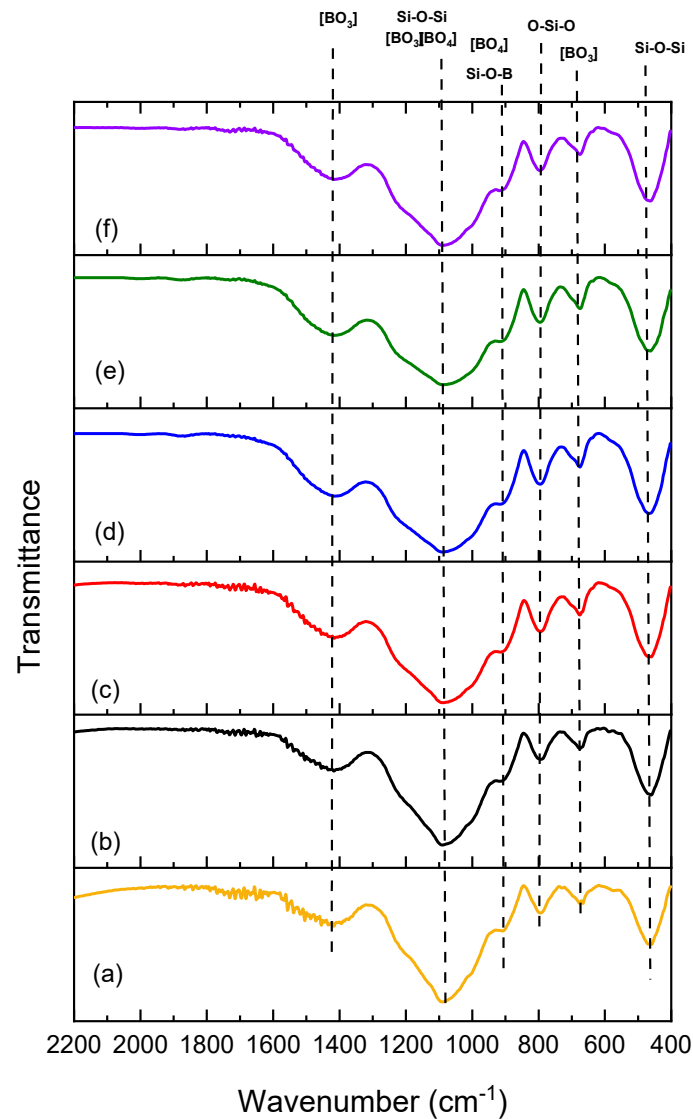 [BO₃]
Si-O-Si
[BO₃][BO₄]
[BO₄]
Si-O-B
O-Si-O
[BO₃]
Si-O-Si
Transmittance
(f)
(e)
(d)
(c)
(b)
(a)
2200 2000 1800 1600 1400 1200 1000 800 600 400
Wavenumber (cm⁻¹)